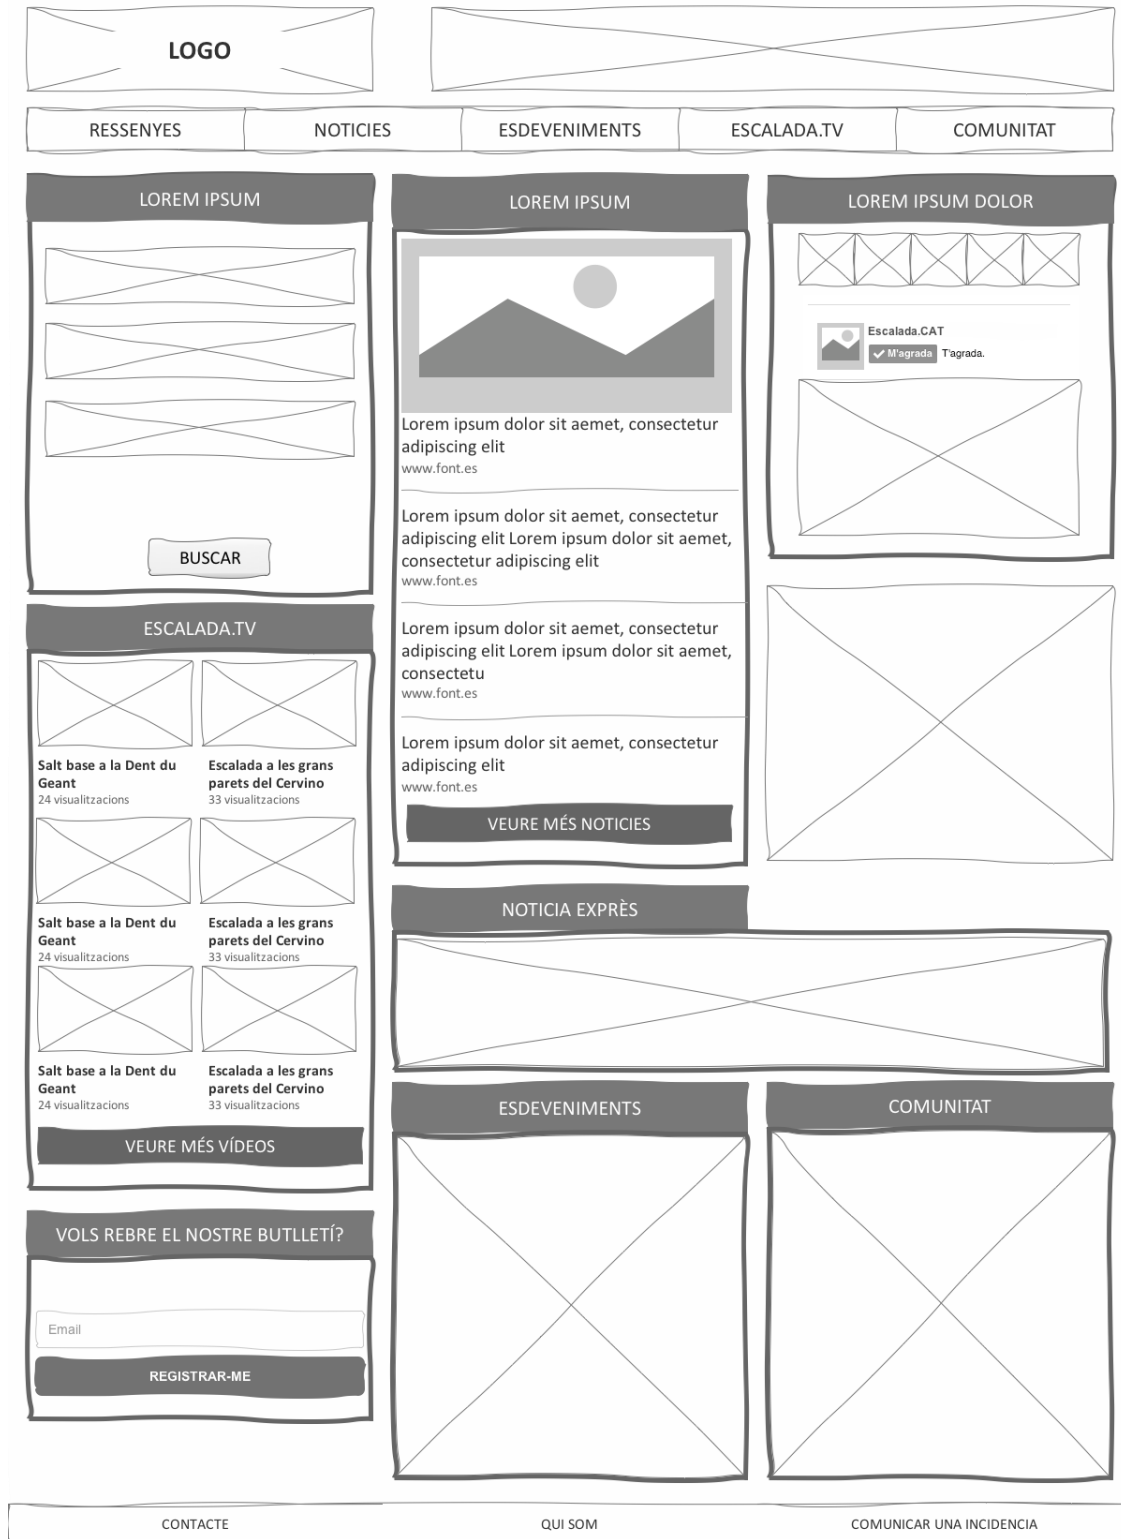 LOGO
RESSENYES
NOTICIES
ESDEVENIMENTS
ESCALADA.TV
COMUNITAT
LOREM IPSUM
BUSCAR
ESCALADA.TV
Salt base a la Dent du
Geant
24 visualitzacions
Escalada a les grans
parets del Cervino
33 visualitzacions
Salt base a la Dent du
Geant
24 visualitzacions
Escalada a les grans
parets del Cervino
33 visualitzacions
Salt base a la Dent du
Geant
24 visualitzacions
Escalada a les grans
parets del Cervino
33 visualitzacions
VEURE MÉS VÍDEOS
VOLS REBRE EL NOSTRE BUTLLETÍ?
Email
REGISTRAR-ME
LOREM IPSUM
Lorem ipsum dolor sit aemet, consectetur
adipiscing elit
www.font.es
Lorem ipsum dolor sit aemet, consectetur
adipiscing elit Lorem ipsum dolor sit aemet,
consectetur adipiscing elit
www.font.es
Lorem ipsum dolor sit aemet, consectetur
adipiscing elit Lorem ipsum dolor sit aemet,
consectetu
www.font.es
Lorem ipsum dolor sit aemet, consectetur
adipiscing elit
www.font.es
VEURE MÉS NOTICIES
LOREM IPSUM DOLOR
Escalada.CAT
M'agrada T'agrada.
NOTICIA EXPRÈS
ESDEVENIMENTS
COMUNITAT
CONTACTE
QUI SOM
COMUNICAR UNA INCIDENCIA